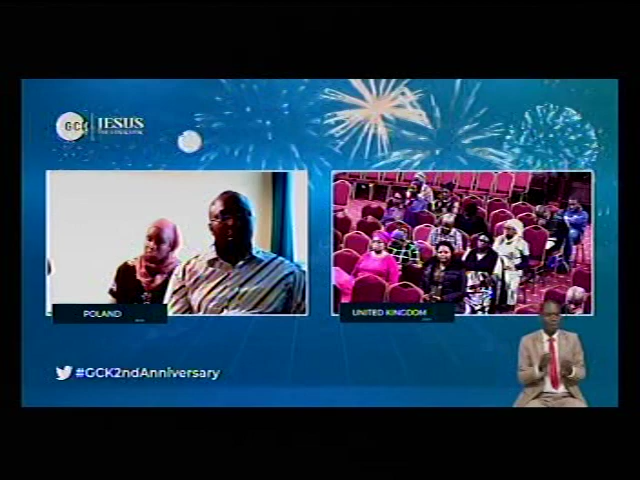 GCK
JESUS
POLAND
UNITED KINGDOM
#GCK2ndAnniversary